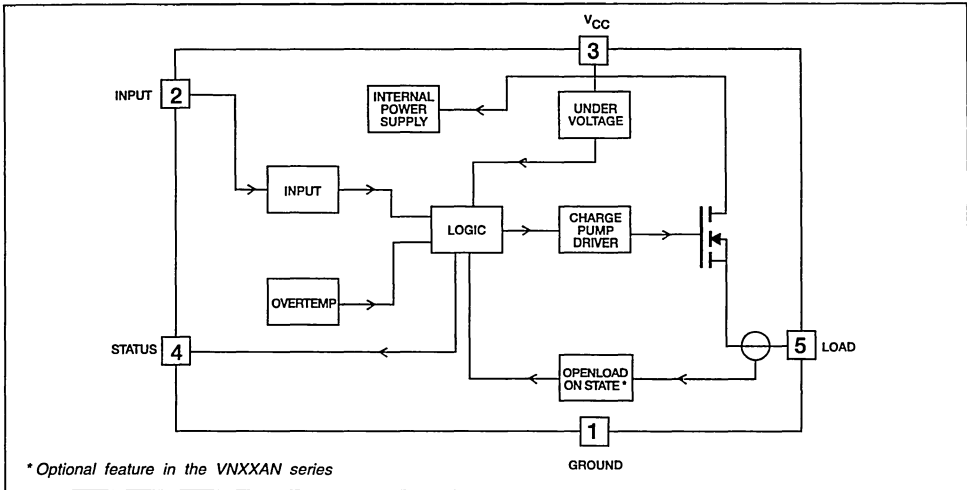 VCC
3
INPUT 2
INTERNAL
POWER
SUPPLY
UNDER
VOLTAGE
INPUT
LOGIC
CHARGE
PUMP
DRIVER
OVERTEMP
STATUS 4
5 LOAD
OPENLOAD
ON STATE *
1
GROUND
* Optional feature in the VNXXAN series